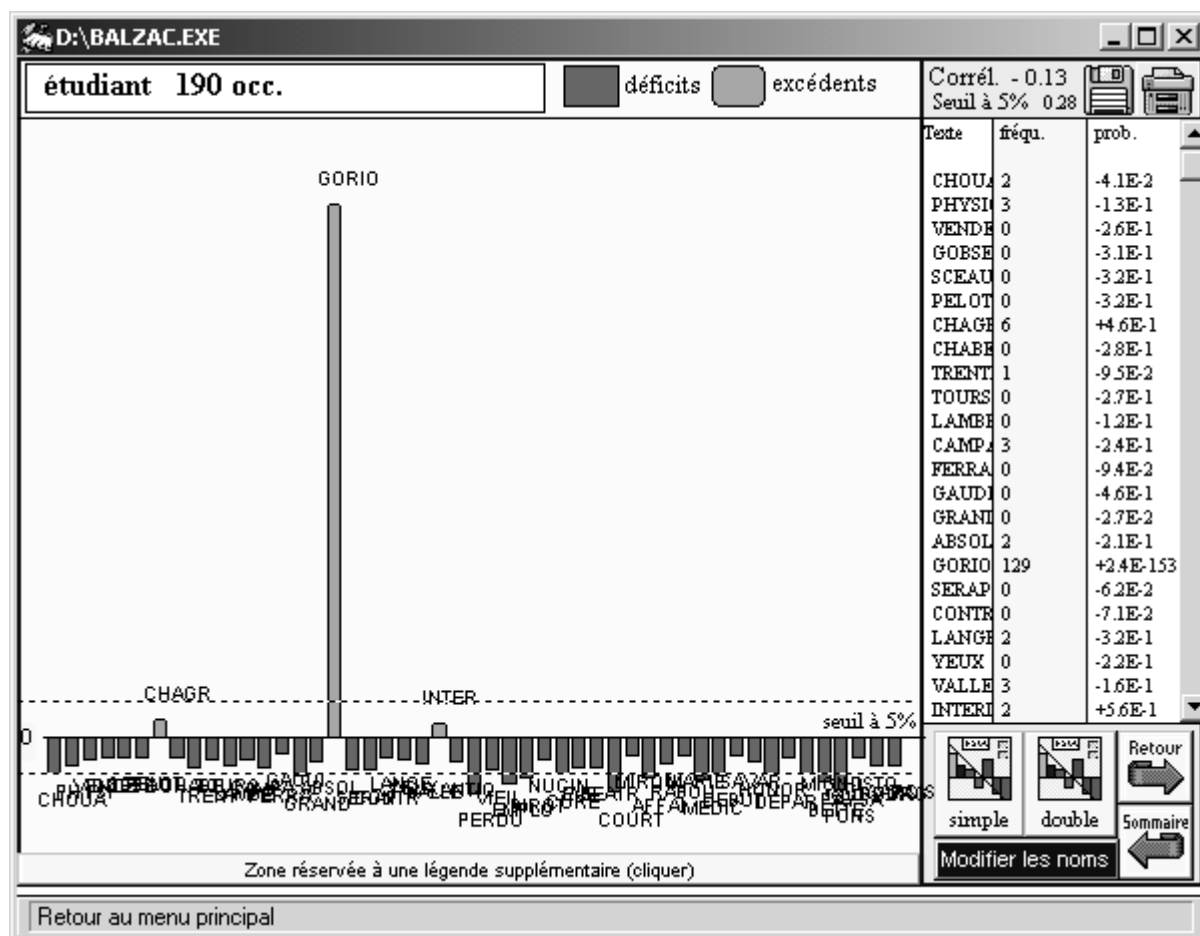 D:\BALZAC.EXE
étudiant 190 occ.
déficits
excédents
Corrél. - 0.13
Seuil à 5% 0.28
Texte fréqu. prob.
CHOUA 2 -4.1E-2
PHYSI 3 -1.3E-1
VENDE 0 -2.6E-1
GOBSE 0 -3.1E-1
SCEAU 0 -3.2E-1
PELOT 0 -3.2E-1
CHAGR 6 +4.6E-1
CHABE 0 -2.8E-1
TRENT 1 -9.5E-2
TOURS 0 -2.7E-1
LAMBE 0 -1.2E-1
CAMPA 3 -2.4E-1
FERRA 0 -9.4E-2
GAUDI 0 -4.6E-1
GRAND 0 -2.7E-2
ABSOL 2 -2.1E-1
GORIO 129 +2.4E-153
SERAP 0 -6.2E-2
CONTR 0 -7.1E-2
LANGE 2 -3.2E-1
YEUX 0 -2.2E-1
VALLE 3 -1.6E-1
INTERI 2 +5.6E-1
GORIO
CHAGR
INTER
seuil à 5%
0
CHOUA
GRAND
PERDU
COURT
PONS
Zone réservée à une légende supplémentaire (cliquer)
simple
double
Retour
Sommaire
Modifier les noms
Retour au menu principal